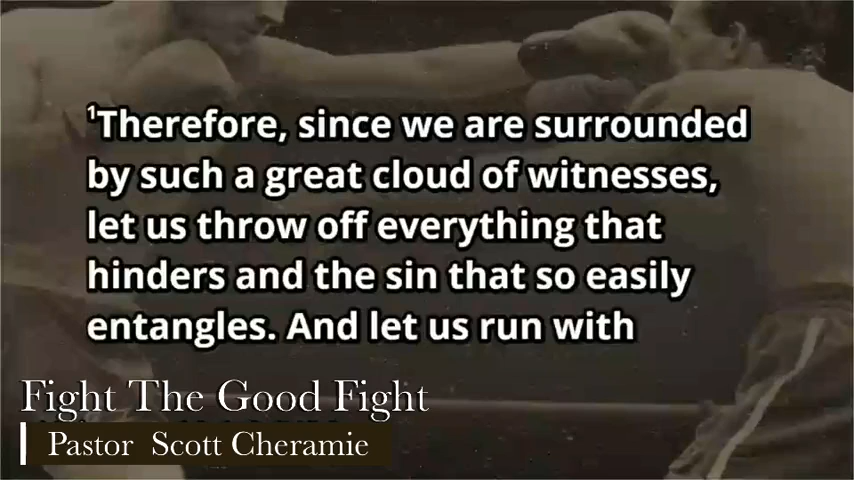 ¹Therefore, since we are surrounded
by such a great cloud of witnesses,
let us throw off everything that
hinders and the sin that so easily
entangles. And let us run with
Fight The Good Fight
Pastor Scott Cheramie